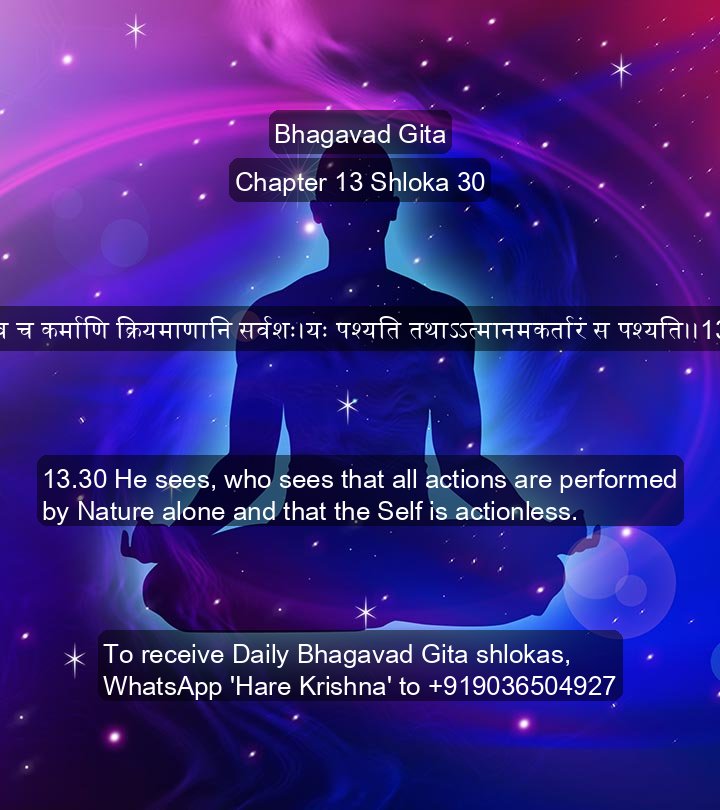 Bhagavad Gita
Chapter 13 Shloka 30
च कर्माणि क्रियमाणानि सर्वशः।यः पश्यति तथाऽऽत्मानमकर्तारं स पश्यति।।13
13.30 He sees, who sees that all actions are performed
by Nature alone and that the Self is actionless.
To receive Daily Bhagavad Gita shlokas,
WhatsApp 'Hare Krishna' to +919036504927